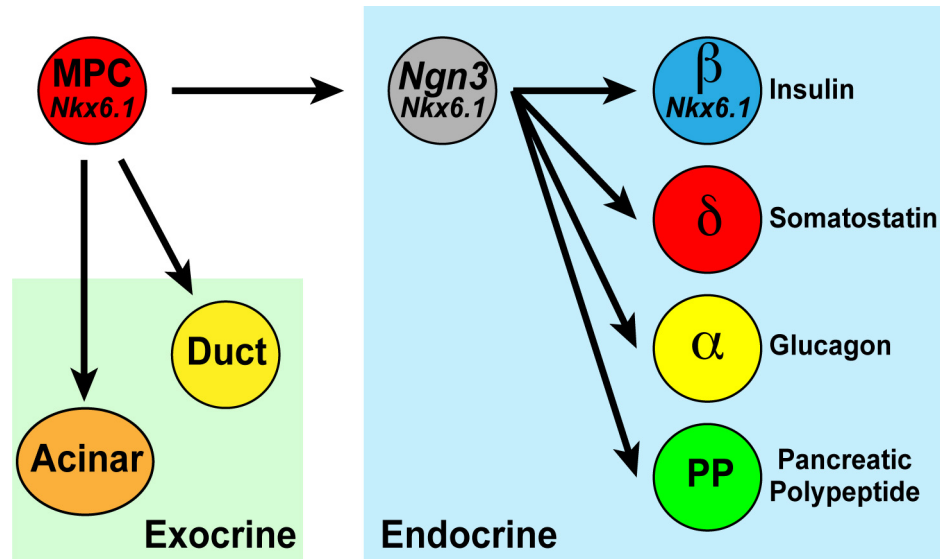 MPC
Nkx6.1
Ngn3
Nkx6.1
β
Nkx6.1
Insulin
δ
Somatostatin
Duct
α
Glucagon
Acinar
PP
Pancreatic
Polypeptide
Exocrine
Endocrine